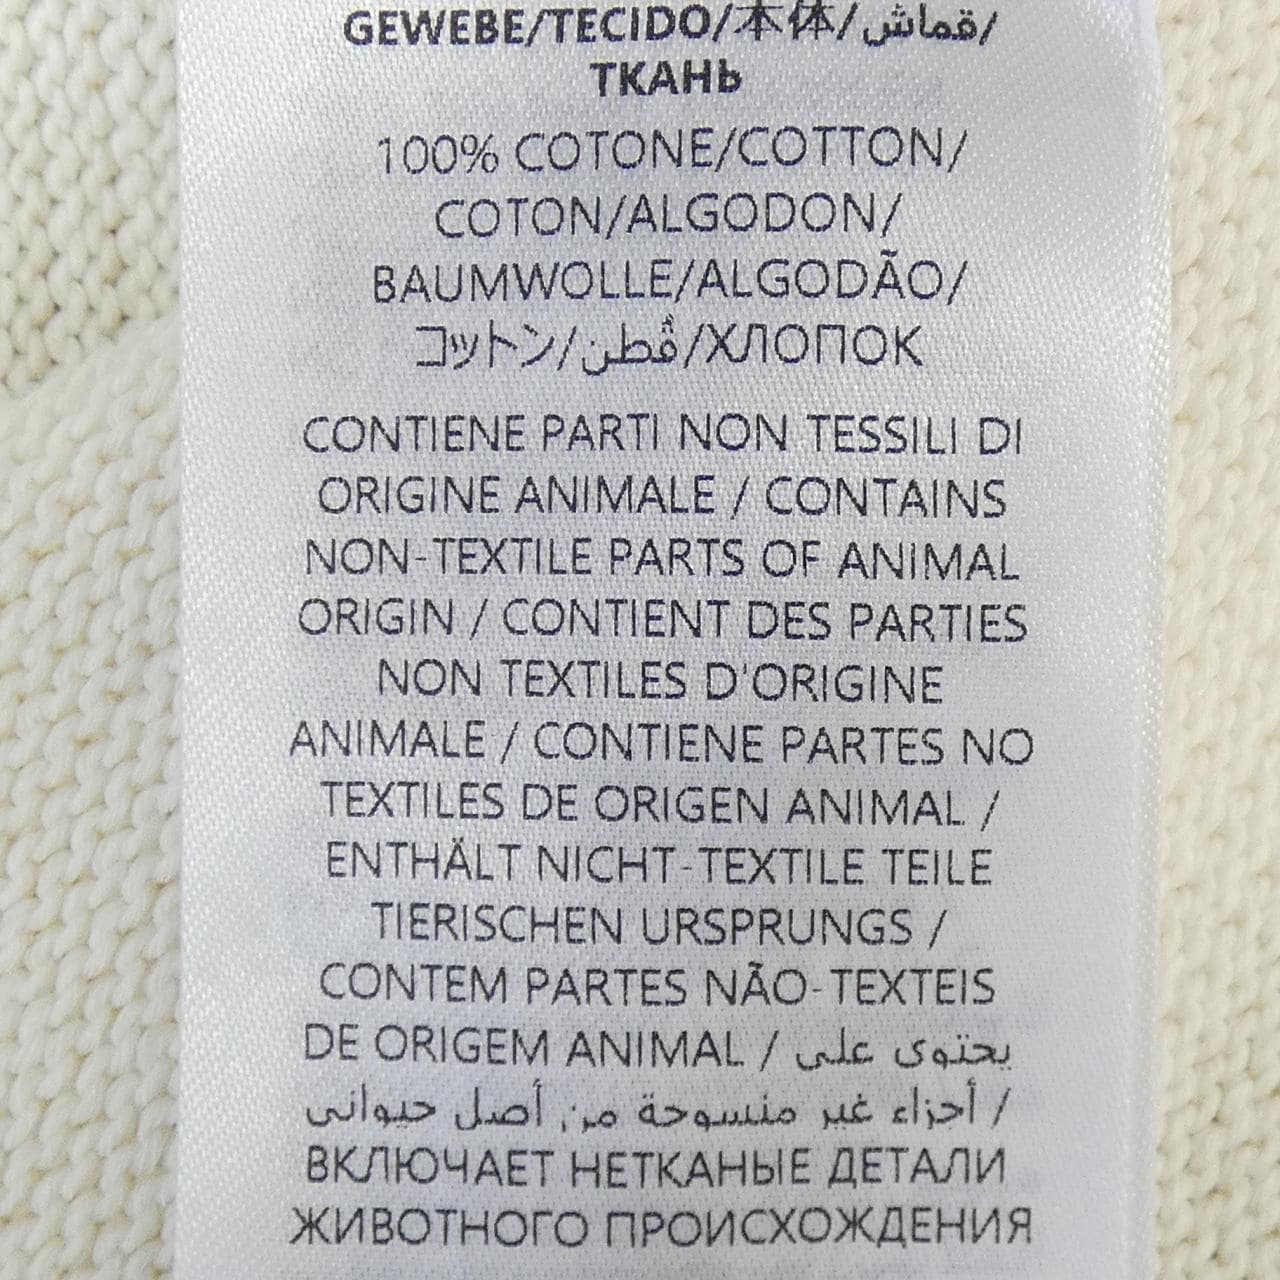 GEWEBE/TECIDO/本体/قماش/
ТКАНЬ
100% COTONE/COTTON/
COTON/ALGODON/
BAUMWOLLE/ALGODÃO/
コットン/قُطن/ХЛОПОК
CONTIENE PARTI NON TESSILI DI
ORIGINE ANIMALE / CONTAINS
NON-TEXTILE PARTS OF ANIMAL
ORIGIN / CONTIENT DES PARTIES
NON TEXTILES D'ORIGINE
ANIMALE / CONTIENE PARTES NO
TEXTILES DE ORIGEN ANIMAL /
ENTHÄLT NICHT-TEXTILE TEILE
TIERISCHEN URSPRUNGS /
CONTEM PARTES NÃO-TEXTEIS
DE ORIGEM ANIMAL / يحتوى على
أجزاء غير منسوجة من أصل حيوانى /
ВКЛЮЧАЕТ НЕТКАНЫЕ ДЕТАЛИ
ЖИВОТНОГО ПРОИСХОЖДЕНИЯ